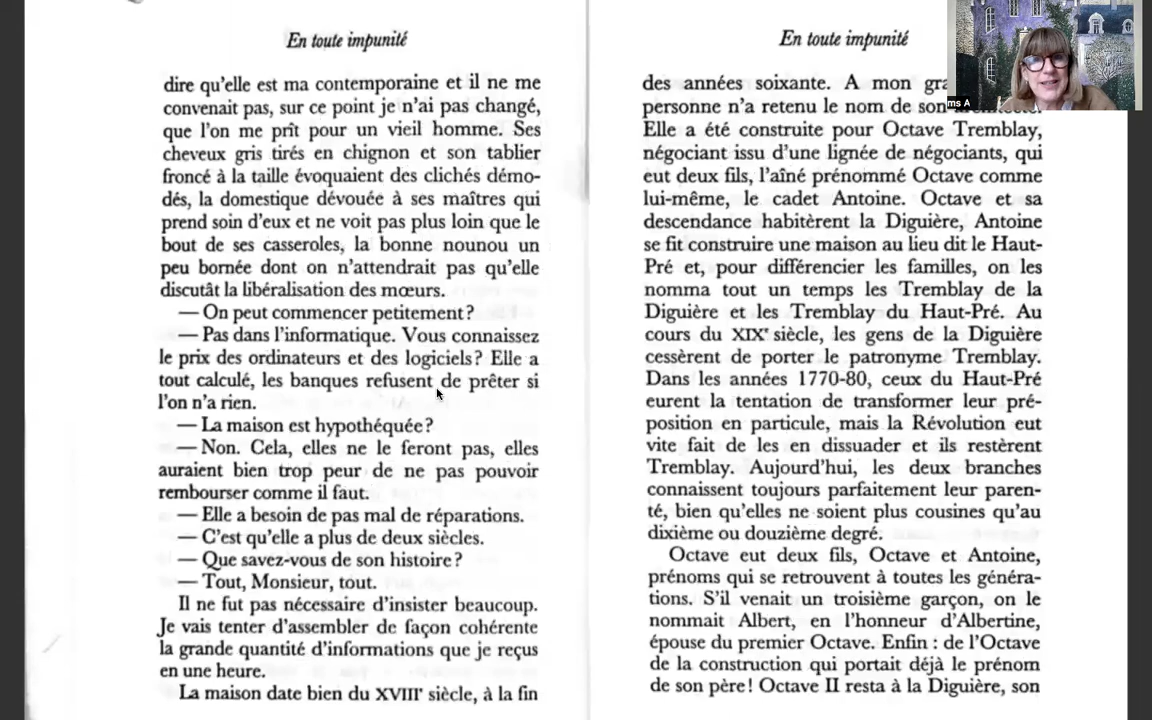 En toute impunité
dire qu'elle est ma contemporaine et il ne me
convenait pas, sur ce point je n'ai pas changé,
que l'on me prît pour un vieil homme. Ses
cheveux gris tirés en chignon et son tablier
froncé à la taille évoquaient des clichés démo-
dés, la domestique dévouée à ses maîtres qui
prend soin d'eux et ne voit pas plus loin que le
bout de ses casseroles, la bonne nounou un
peu bornée dont on n'attendrait pas qu'elle
discutât la libéralisation des mœurs.
— On peut commencer petitement ?
— Pas dans l'informatique. Vous connaissez
le prix des ordinateurs et des logiciels ? Elle a
tout calculé, les banques refusent de prêter si
l'on n'a rien.
— La maison est hypothéquée ?
— Non. Cela, elles ne le feront pas, elles
auraient bien trop peur de ne pas pouvoir
rembourser comme il faut.
— Elle a besoin de pas mal de réparations.
— C'est qu'elle a plus de deux siècles.
— Que savez-vous de son histoire ?
— Tout, Monsieur, tout.
Il ne fut pas nécessaire d'insister beaucoup.
Je vais tenter d'assembler de façon cohérente
la grande quantité d'informations que je reçus
en une heure.
La maison date bien du XVIIIe siècle, à la fin
En toute impunité
des années soixante. A mon
personne n'a retenu le nom de son
Elle a été construite pour Octave Tremblay,
négociant issu d'une lignée de négociants, qui
eut deux fils, l'aîné prénommé Octave comme
lui-même, le cadet Antoine. Octave et sa
descendance habitèrent la Diguière, Antoine
se fit construire une maison au lieu dit le Haut-
Pré et, pour différencier les familles, on les
nomma tout un temps les Tremblay de la
Diguière et les Tremblay du Haut-Pré. Au
cours du XIXe siècle, les gens de la Diguière
cessèrent de porter le patronyme Tremblay.
Dans les années 1770-80, ceux du Haut-Pré
eurent la tentation de transformer leur pré-
position en particule, mais la Révolution eut
vite fait de les en dissuader et ils restèrent
Tremblay. Aujourd'hui, les deux branches
connaissent toujours parfaitement leur paren-
té, bien qu'elles ne soient plus cousines qu'au
dixième ou douzième degré.
Octave eut deux fils, Octave et Antoine,
prénoms qui se retrouvent à toutes les généra-
tions. S'il venait un troisième garçon, on le
nommait Albert, en l'honneur d'Albertine,
épouse du premier Octave. Enfin : de l'Octave
de la construction qui portait déjà le prénom
de son père ! Octave II resta à la Diguière, son
ms A